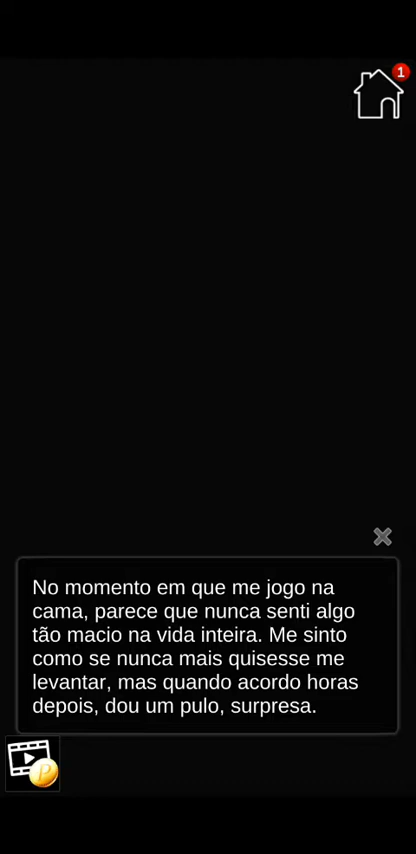 1
No momento em que me jogo na
cama, parece que nunca senti algo
tão macio na vida inteira. Me sinto
como se nunca mais quisesse me
levantar, mas quando acordo horas
depois, dou um pulo, surpresa.
P